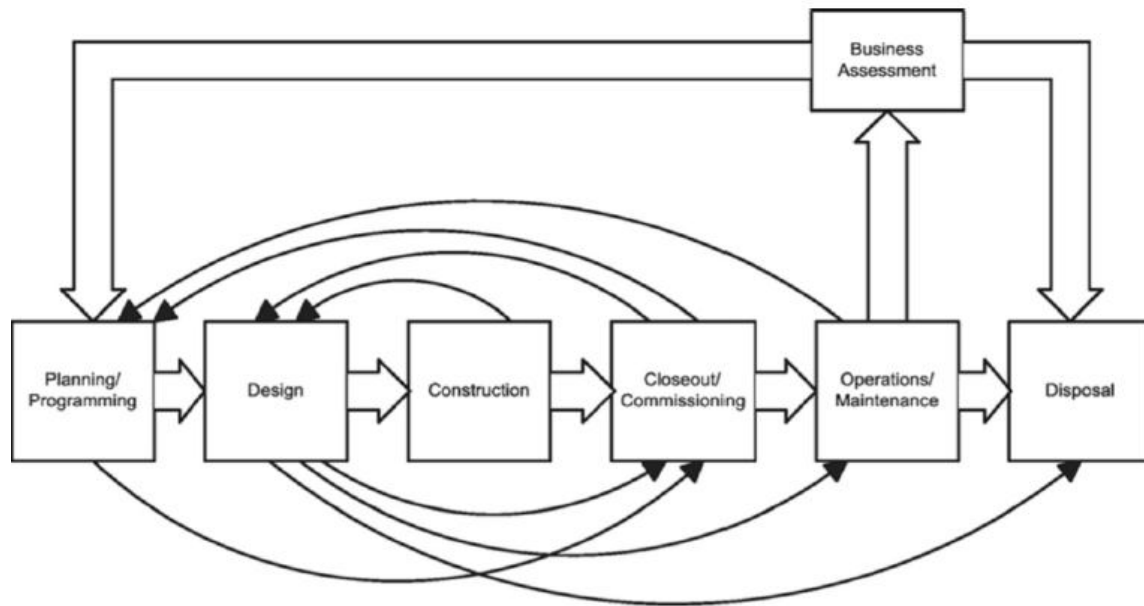 Business
Assessment
Planning/
Programming
Design
Construction
Closeout/
Commissioning
Operations/
Maintenance
Disposal